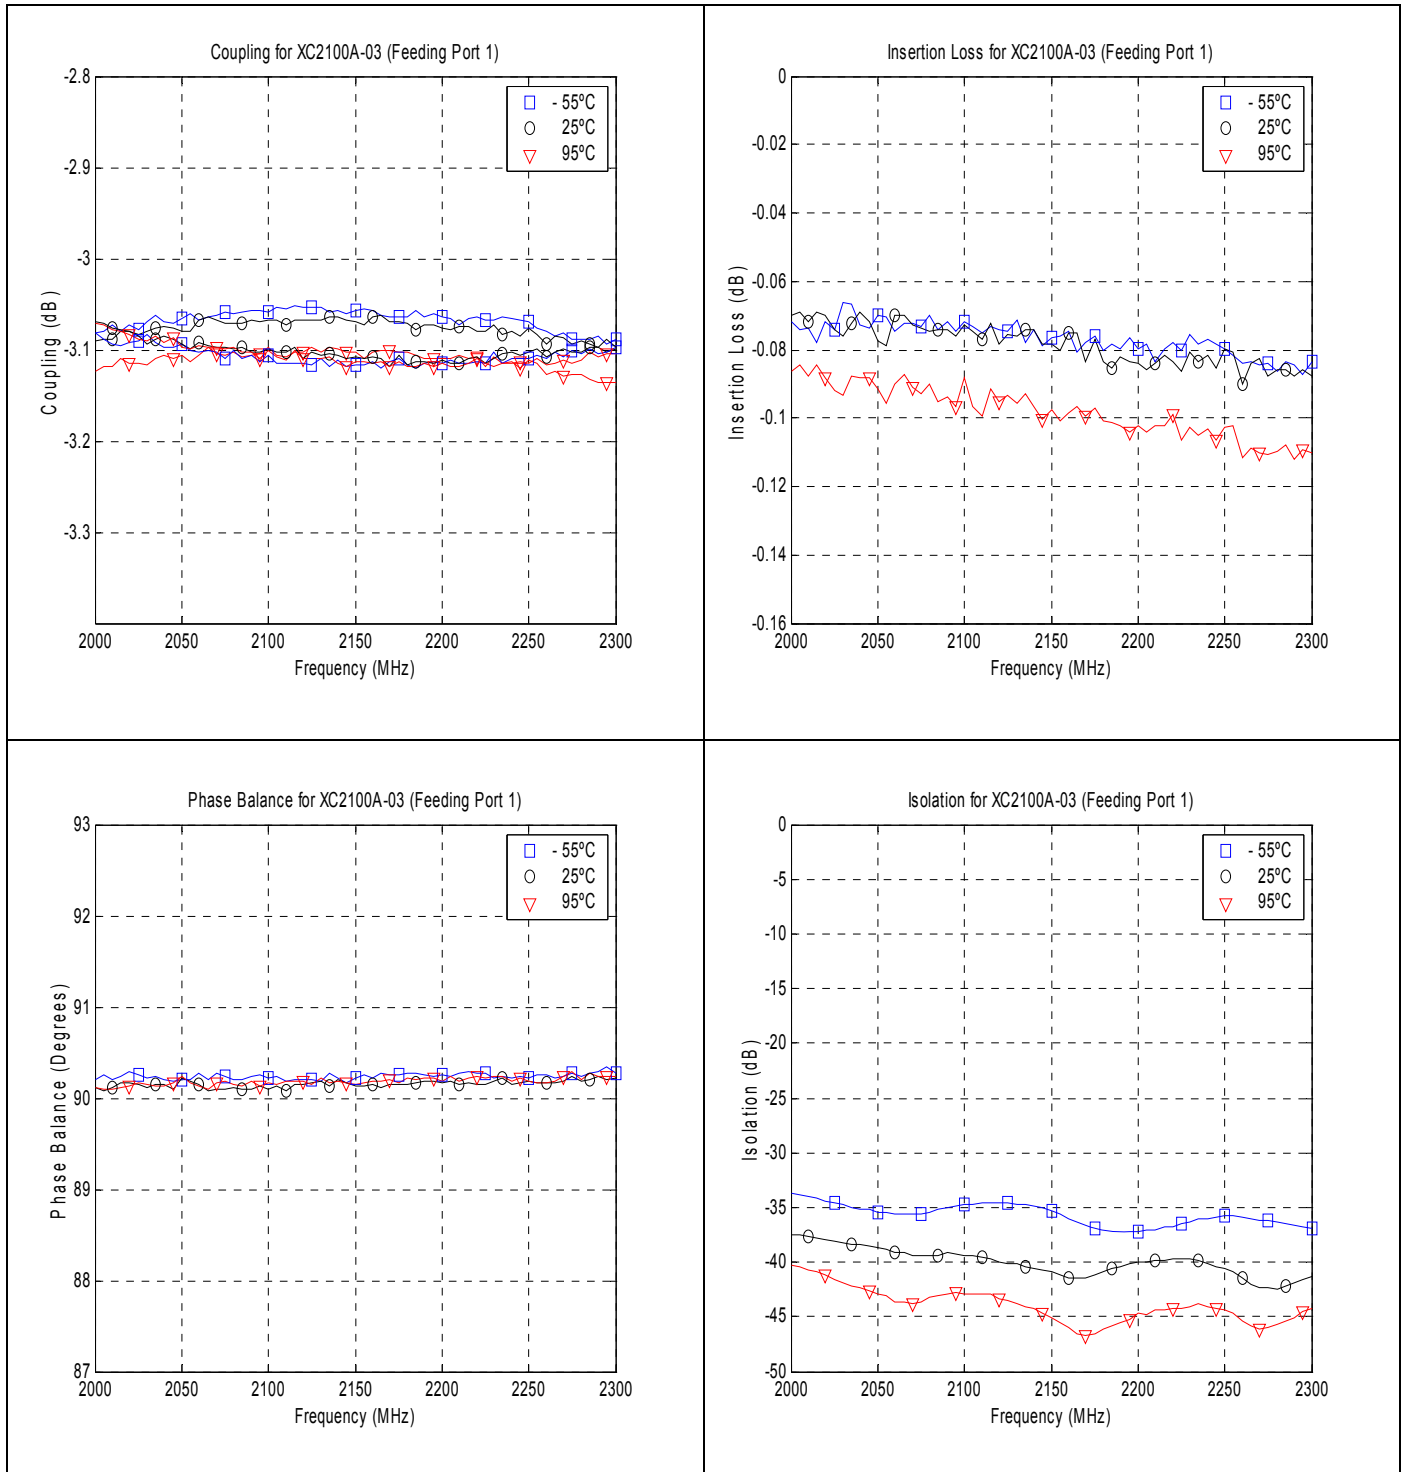 Coupling for XC2100A-03 (Feeding Port 1)
- 55ºC
25ºC
95ºC
-2.8
-2.9
-3
-3.1
-3.2
-3.3
Coupling (dB)
2000 2050 2100 2150 2200 2250 2300
Frequency (MHz)
Insertion Loss for XC2100A-03 (Feeding Port 1)
- 55ºC
25ºC
95ºC
0
-0.02
-0.04
-0.06
-0.08
-0.1
-0.12
-0.14
-0.16
Insertion Loss (dB)
2000 2050 2100 2150 2200 2250 2300
Frequency (MHz)
Phase Balance for XC2100A-03 (Feeding Port 1)
- 55ºC
25ºC
95ºC
93
92
91
90
89
88
87
Phase Balance (Degrees)
2000 2050 2100 2150 2200 2250 2300
Frequency (MHz)
Isolation for XC2100A-03 (Feeding Port 1)
- 55ºC
25ºC
95ºC
0
-5
-10
-15
-20
-25
-30
-35
-40
-45
-50
Isolation (dB)
2000 2050 2100 2150 2200 2250 2300
Frequency (MHz)